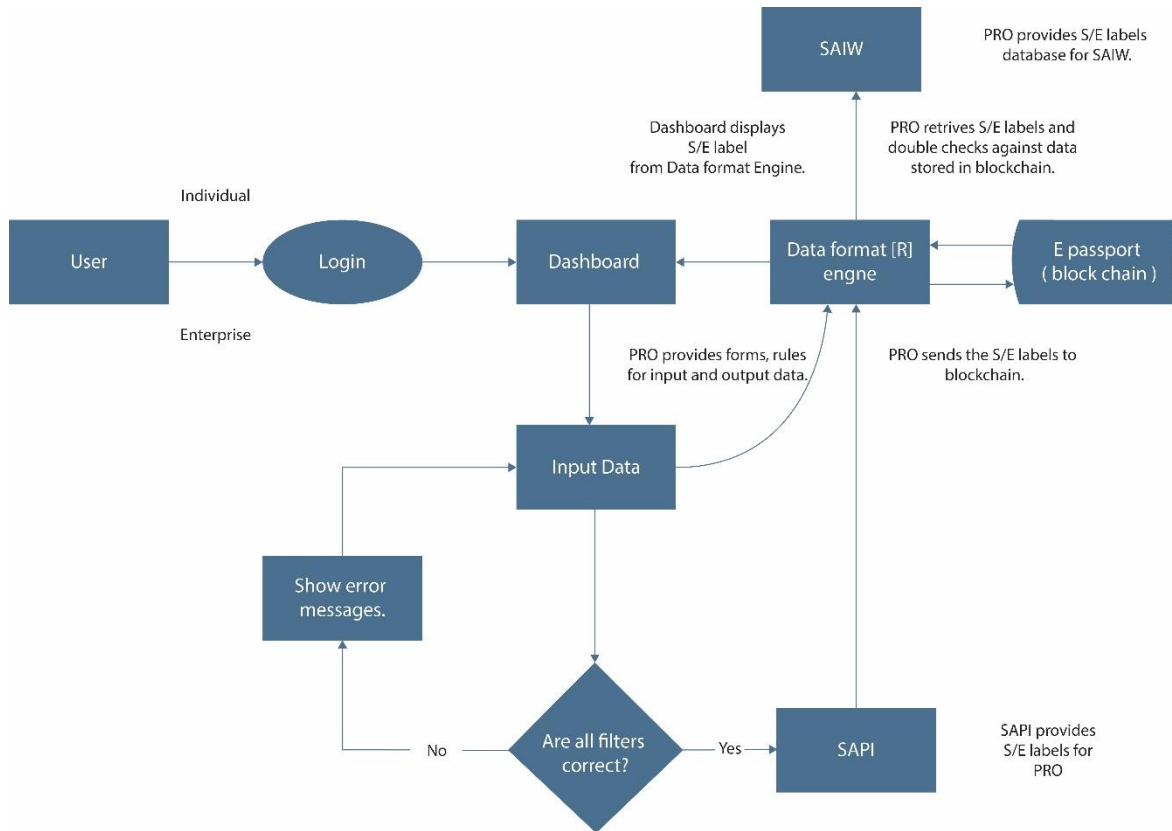 SAIW
PRO provides S/E labels
database for SAIW.
Dashboard displays
S/E label
from Data format Engine.
PRO retrives S/E labels and
double checks against data
stored in blockchain.
Individual
User
Login
Dashboard
Data format [R]
engne
E passport
( block chain )
Enterprise
PRO provides forms, rules
for input and output data.
PRO sends the S/E labels to
blockchain.
Input Data
Show error
messages.
Are all filters
correct?
No
Yes
SAPI
SAPI provides
S/E labels for
PRO